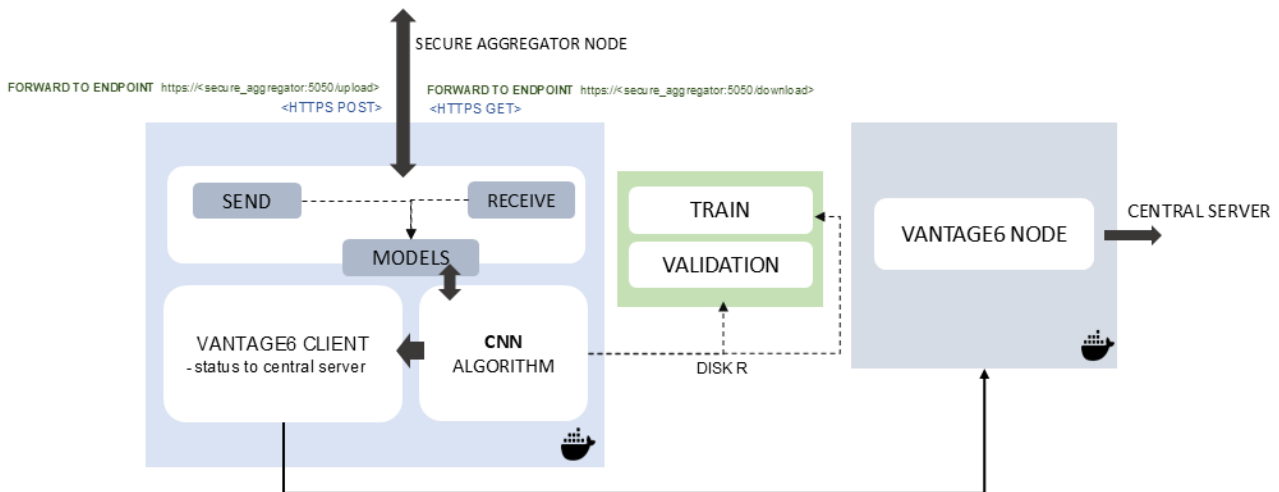 SECURE AGGREGATOR NODE
FORWARD TO ENDPOINT https://<secure_aggregator:5050/upload>
<HTTPS POST>
FORWARD TO ENDPOINT https://<secure_aggregator:5050/download>
<HTTPS GET>
SEND
RECEIVE
MODELS
VANTAGE6 CLIENT
- status to central server
CNN
ALGORITHM
TRAIN
VALIDATION
DISK R
VANTAGE6 NODE
CENTRAL SERVER